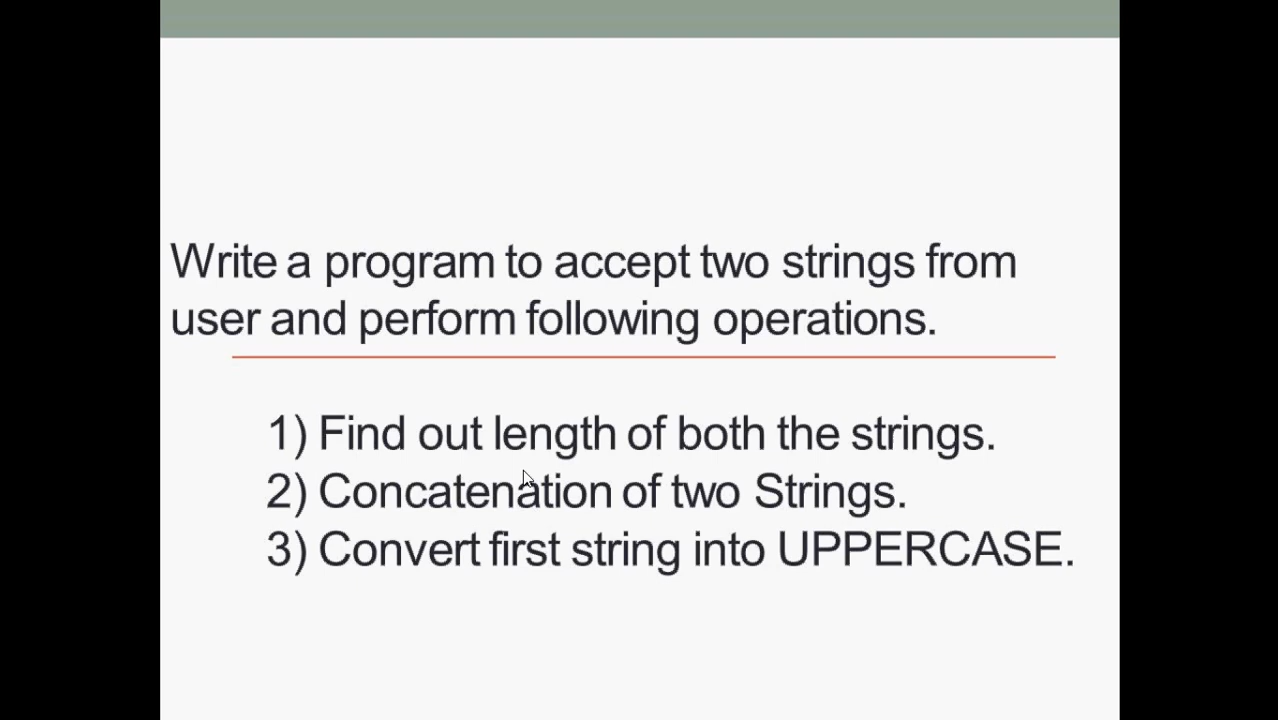 Write a program to accept two strings from
user and perform following operations.
1) Find out length of both the strings.
2) Concatenation of two Strings.
3) Convert first string into UPPERCASE.